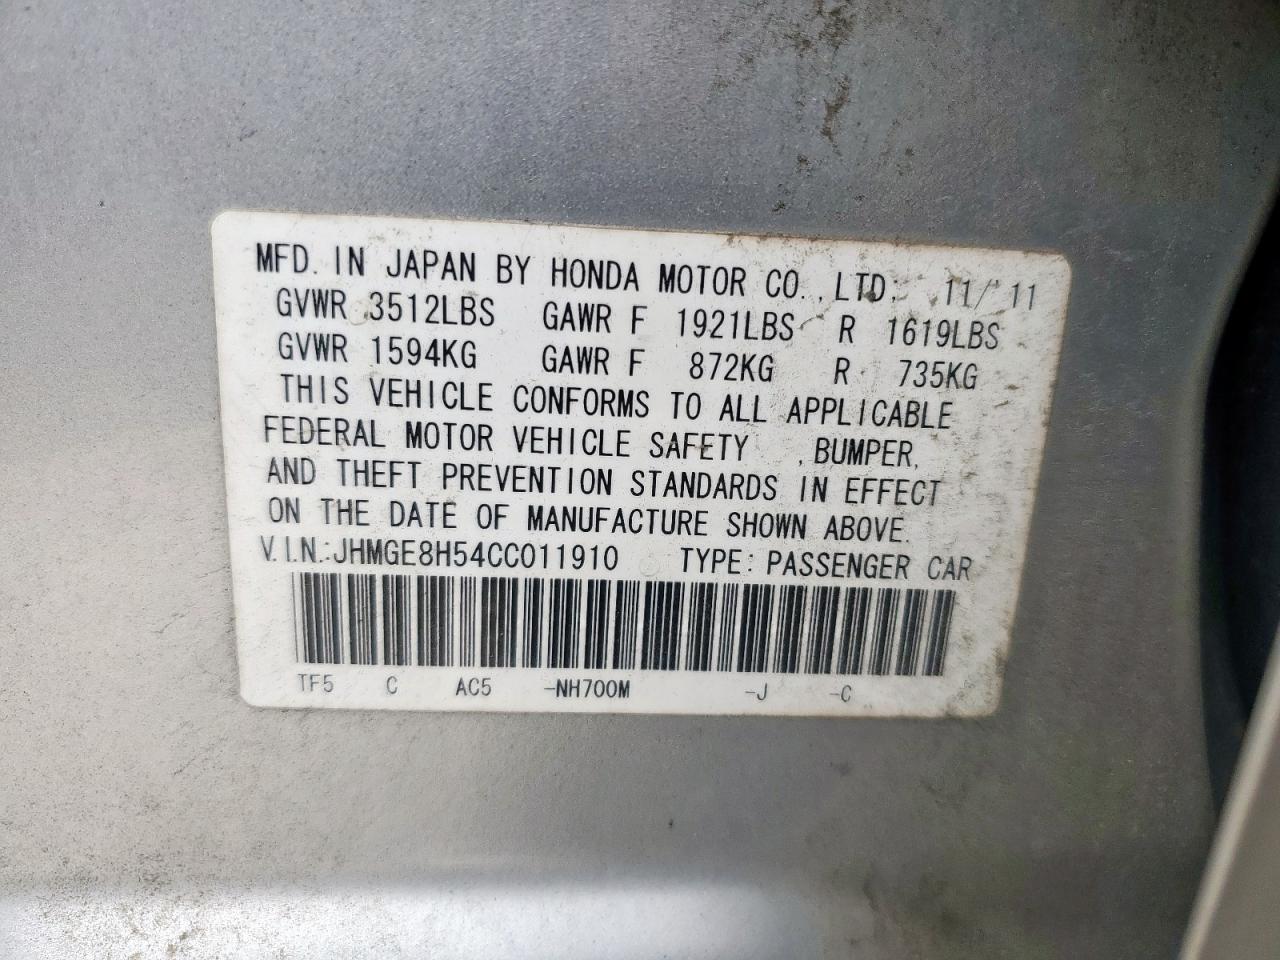 MFD. IN JAPAN BY HONDA MOTOR CO., LTD. 11/11
GVWR 3512LBS GAWR F 1921LBS R 1619LBS
GVWR 1594KG GAWR F 872KG R 735KG
THIS VEHICLE CONFORMS TO ALL APPLICABLE
FEDERAL MOTOR VEHICLE SAFETY , BUMPER,
AND THEFT PREVENTION STANDARDS IN EFFECT
ON THE DATE OF MANUFACTURE SHOWN ABOVE.
V.I.N.:JHMGE8H54CC011910 TYPE: PASSENGER CAR
TF5 C AC5 -NH700M -J -C